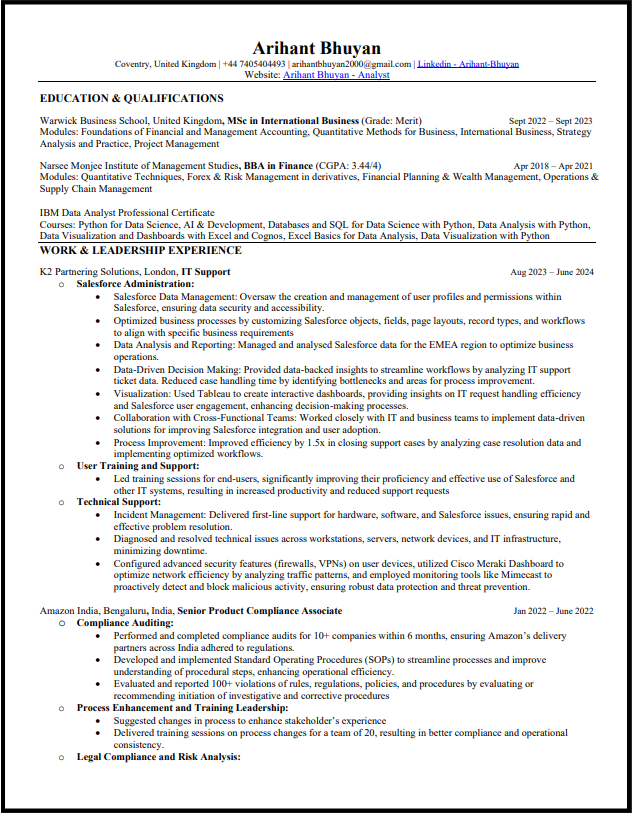 Arihant Bhuyan
Coventry, United Kingdom | +44 7405404493 | arihantbhuyan2000@gmail.com | Linkedin - Arihant-Bhuyan
Website: Arihant Bhuyan - Analyst
EDUCATION & QUALIFICATIONS
Warwick Business School, United Kingdom, MSc in International Business (Grade: Merit) Sept 2022 – Sept 2023
Modules: Foundations of Financial and Management Accounting, Quantitative Methods for Business, International Business, Strategy
Analysis and Practice, Project Management
Narsee Monjee Institute of Management Studies, BBA in Finance (CGPA: 3.44/4) Apr 2018 – Apr 2021
Modules: Quantitative Techniques, Forex & Risk Management in derivatives, Financial Planning & Wealth Management, Operations &
Supply Chain Management
IBM Data Analyst Professional Certificate
Courses: Python for Data Science, AI & Development, Databases and SQL for Data Science with Python, Data Analysis with Python,
Data Visualization and Dashboards with Excel and Cognos, Excel Basics for Data Analysis, Data Visualization with Python
WORK & LEADERSHIP EXPERIENCE
K2 Partnering Solutions, London, IT Support Aug 2023 – June 2024
o Salesforce Administration:
• Salesforce Data Management: Oversaw the creation and management of user profiles and permissions within
Salesforce, ensuring data security and accessibility.
• Optimized business processes by customizing Salesforce objects, fields, page layouts, record types, and workflows
to align with specific business requirements
• Data Analysis and Reporting: Managed and analysed Salesforce data for the EMEA region to optimize business
operations.
• Data-Driven Decision Making: Provided data-backed insights to streamline workflows by analyzing IT support
ticket data. Reduced case handling time by identifying bottlenecks and areas for process improvement.
• Visualization: Used Tableau to create interactive dashboards, providing insights on IT request handling efficiency
and Salesforce user engagement, enhancing decision-making processes.
• Collaboration with Cross-Functional Teams: Worked closely with IT and business teams to implement data-driven
solutions for improving Salesforce integration and user adoption.
• Process Improvement: Improved efficiency by 1.5x in closing support cases by analyzing case resolution data and
implementing optimized workflows.
o User Training and Support:
• Led training sessions for end-users, significantly improving their proficiency and effective use of Salesforce and
other IT systems, resulting in increased productivity and reduced support requests
o Technical Support:
• Incident Management: Delivered first-line support for hardware, software, and Salesforce issues, ensuring rapid and
effective problem resolution.
• Diagnosed and resolved technical issues across workstations, servers, network devices, and IT infrastructure,
minimizing downtime.
• Configured advanced security features (firewalls, VPNs) on user devices, utilized Cisco Meraki Dashboard to
optimize network efficiency by analyzing traffic patterns, and employed monitoring tools like Mimecast to
proactively detect and block malicious activity, ensuring robust data protection and threat prevention.
Amazon India, Bengaluru, India, Senior Product Compliance Associate Jan 2022 – June 2022
o Compliance Auditing:
• Performed and completed compliance audits for 10+ companies within 6 months, ensuring Amazon's delivery
partners across India adhered to regulations.
• Developed and implemented Standard Operating Procedures (SOPs) to streamline processes and improve
understanding of procedural steps, enhancing operational efficiency.
• Evaluated and reported 100+ violations of rules, regulations, policies, and procedures by evaluating or
recommending initiation of investigative and corrective procedures
o Process Enhancement and Training Leadership:
• Suggested changes in process to enhance stakeholder's experience
• Delivered training sessions on process changes for a team of 20, resulting in better compliance and operational
consistency.
o Legal Compliance and Risk Analysis: